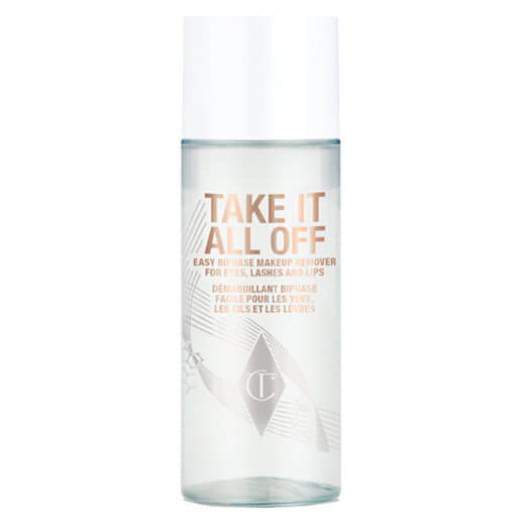 TAKE IT
ALL OFF
EASY BIPHASE MAKEUP REMOVER
FOR EYES, LASHES AND LIPS
DÉMAQUILLANT BIPHASÉ
FACILE POUR LES YEUX,
LES CILS ET LES LÈVRES
CT